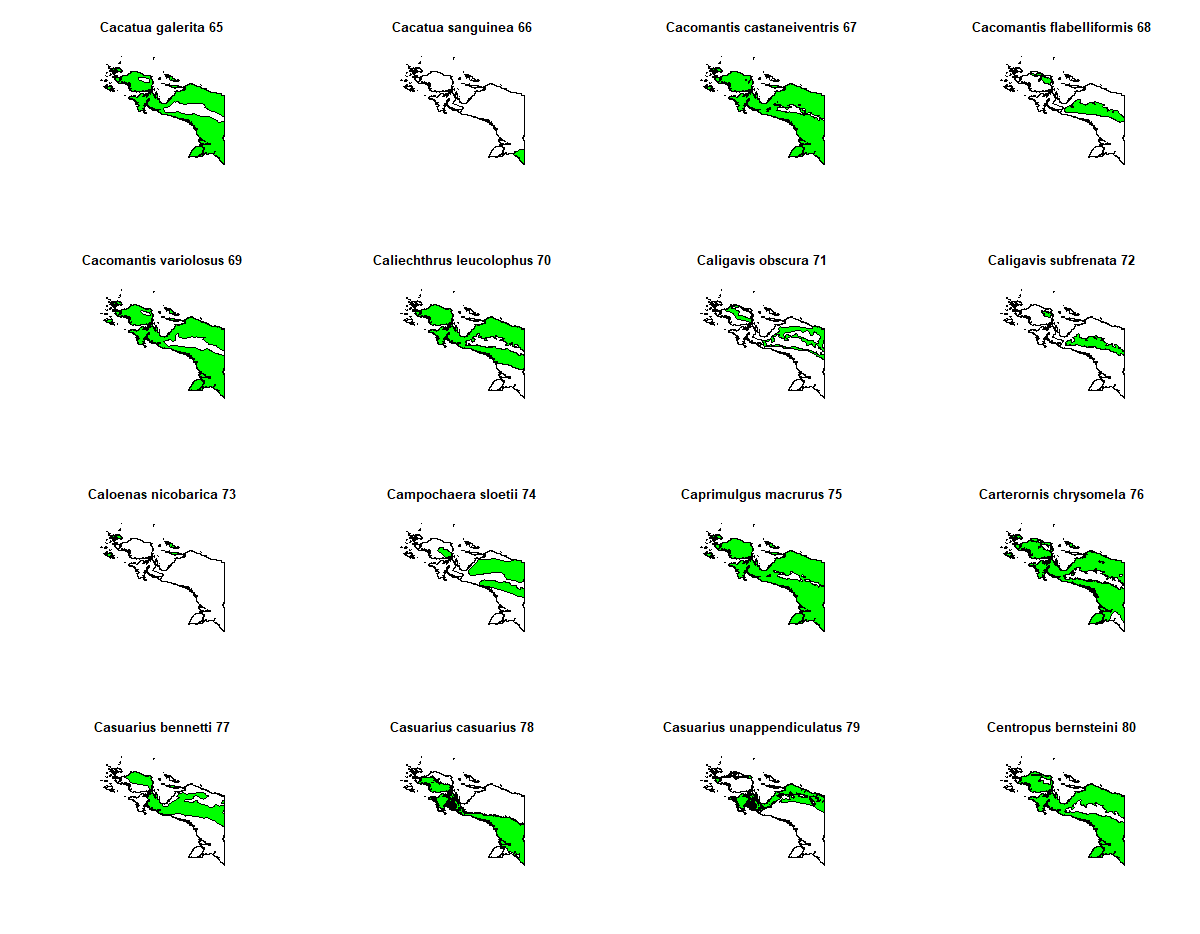 Cacatua galerita 65
Cacatua sanguinea 66
Cacomantis castaneiventris 67
Cacomantis flabelliformis 68
Cacomantis variolosus 69
Caliechthrus leucolophus 70
Caligavis obscura 71
Caligavis subfrenata 72
Caloenas nicobarica 73
Campochaera sloetii 74
Caprimulgus macrurus 75
Carterornis chrysomela 76
Casuarius bennetti 77
Casuarius casuarius 78
Casuarius unappendiculatus 79
Centropus bernsteini 80